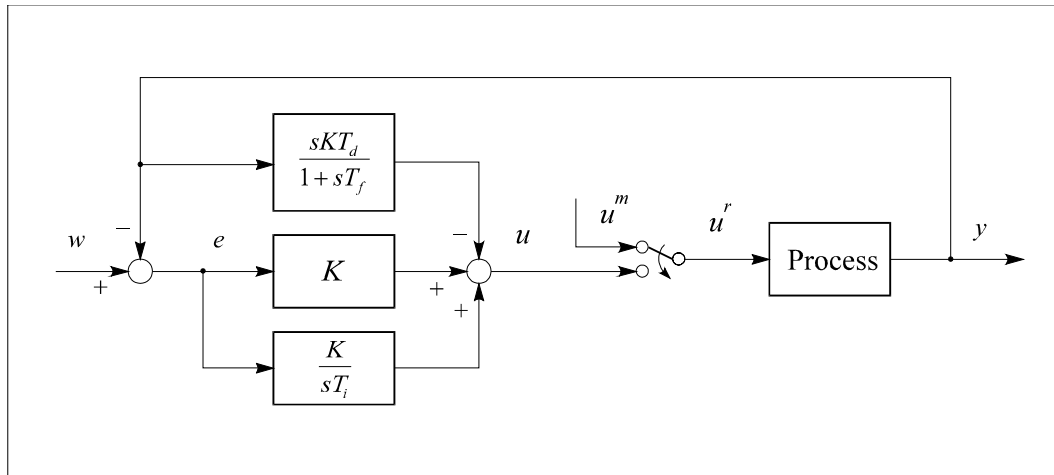 sKT_d
1 + sT_f
w
−
+
e
K
K
sT_i
−
+
+
u
u^m
u^r
Process
y